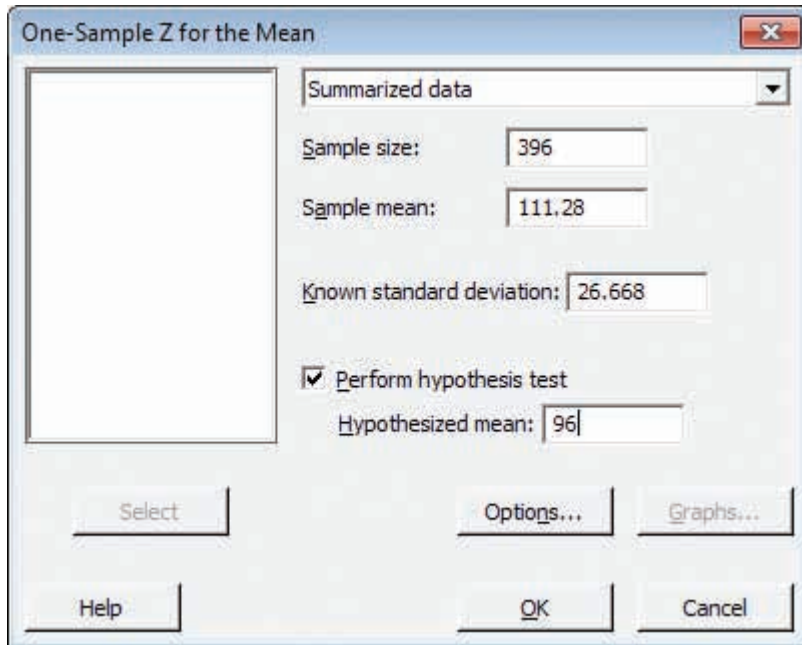 One-Sample Z for the Mean
Summarized data
Sample size: 396
Sample mean: 111.28
Known standard deviation: 26.668
Perform hypothesis test
Hypothesized mean: 96
Select
Options...
Graphs...
Help
OK
Cancel